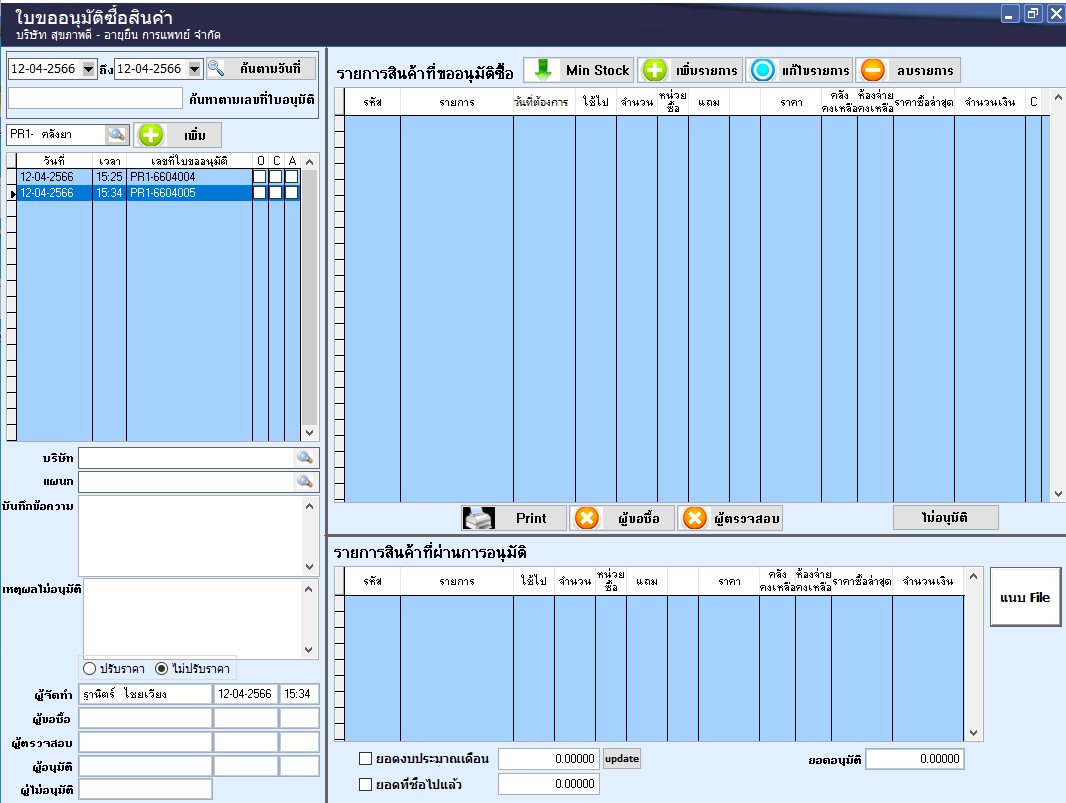 ใบขออนุมัติซื้อสินค้า
บริษัท สุขภาพดี - อายุยืน การแพทย์ จำกัด
12-04-2566 ถึง 12-04-2566 ค้นตามวันที่
ค้นหาตามเลขที่ใบอนุมัติ
PR1- คลังยา เพิ่ม
วันที่ เวลา เลขที่ใบขออนุมัติ O C A
12-04-2566 15:25 PR1-6604004
12-04-2566 15:34 PR1-6604005
บริษัท
แผนก
บันทึกข้อความ
เหตุผลไม่อนุมัติ
ปรับราคา ไม่ปรับราคา
ผู้จัดทำ ฐานิตร์ ไชยเวียง 12-04-2566 15:34
ผู้ขอซื้อ
ผู้ตรวจสอบ
ผู้อนุมัติ
ผู้ไม่อนุมัติ
รายการสินค้าที่ขออนุมัติซื้อ Min Stock เพิ่มรายการ แก้ไขรายการ ลบรายการ
รหัส รายการ วันที่ต้องการ ใช้ไป จำนวน หน่วยซื้อ แถม ราคา คลังคงเหลือ ห้องจ่ายคงเหลือ ราคาซื้อล่าสุด จำนวนเงิน C
Print ผู้ขอซื้อ ผู้ตรวจสอบ ไม่อนุมัติ
รายการสินค้าที่ผ่านการอนุมัติ
รหัส รายการ ใช้ไป จำนวน หน่วยซื้อ แถม ราคา คลังคงเหลือ ห้องจ่ายคงเหลือ ราคาซื้อล่าสุด จำนวนเงิน
แนบ File
ยอดงบประมาณเดือน 0.00000 update ยอดอนุมัติ 0.00000
ยอดที่ซื้อไปแล้ว 0.00000